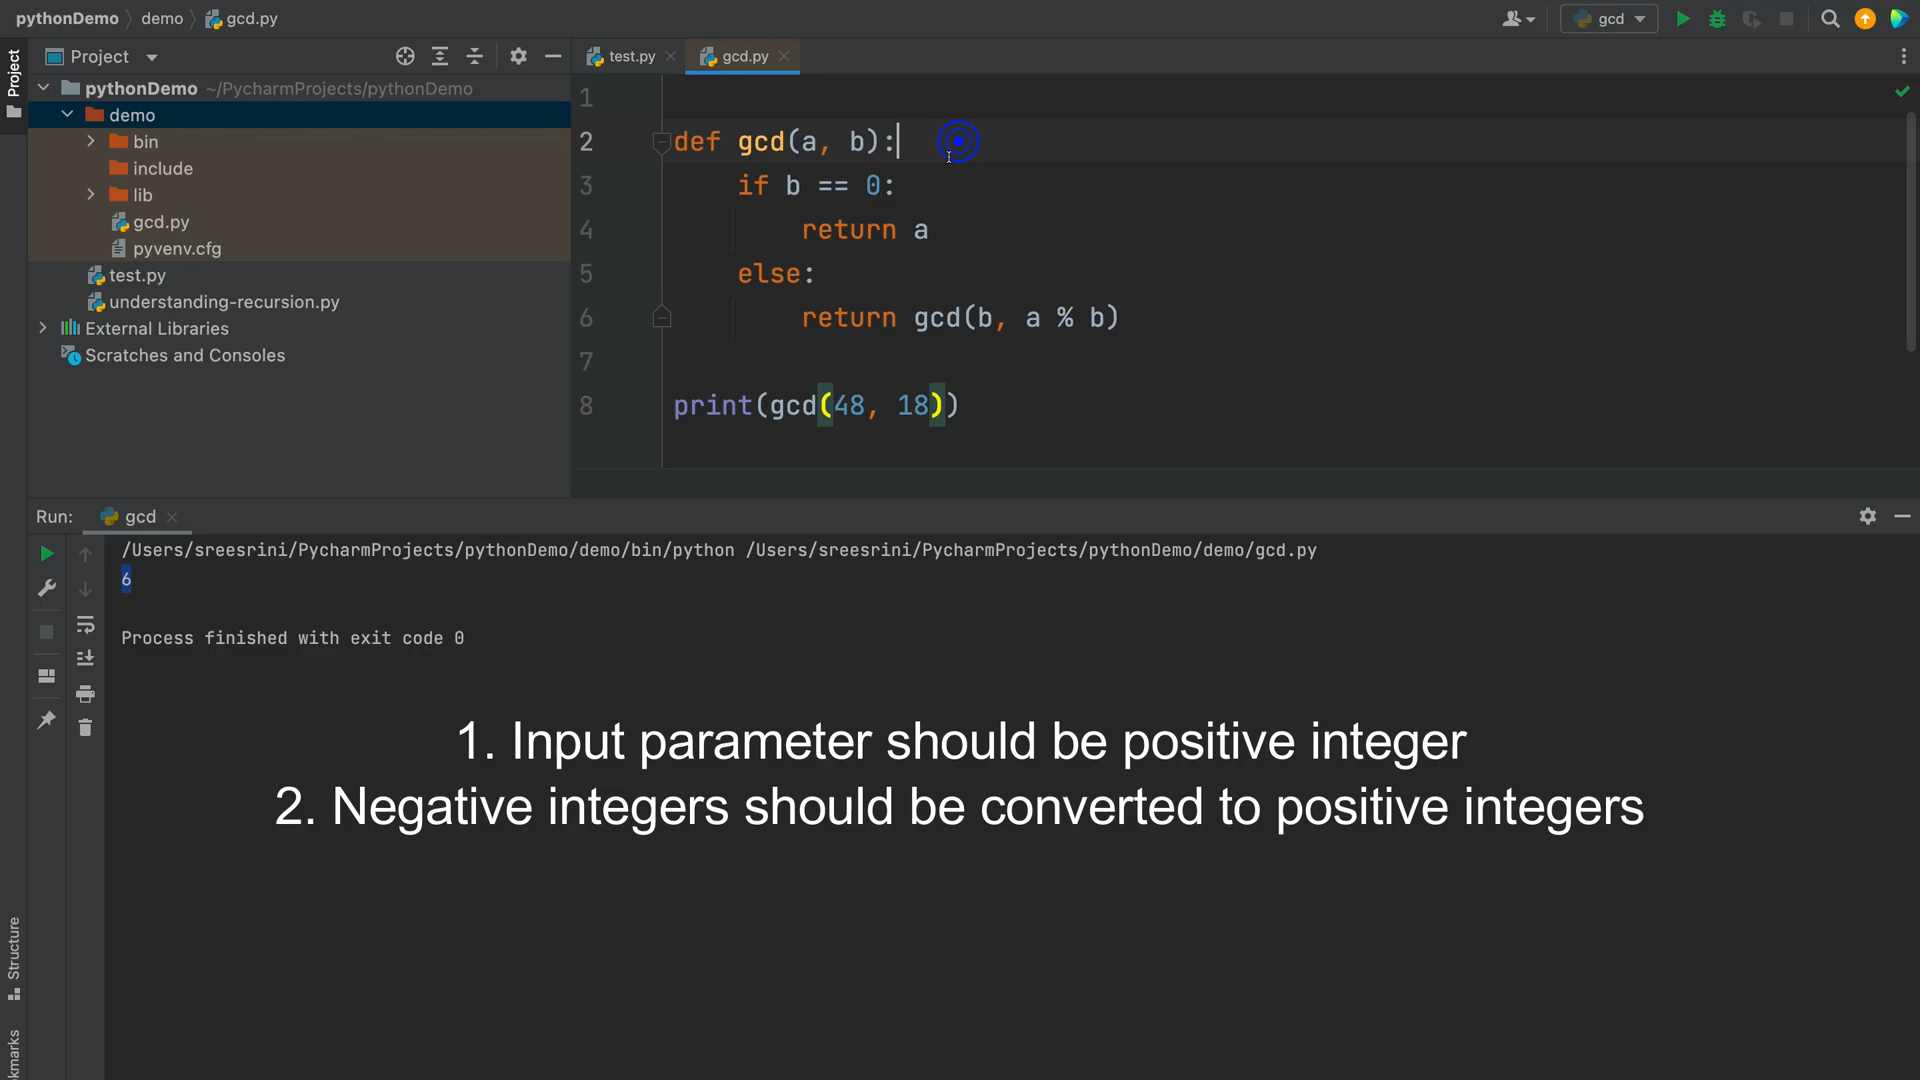 pythonDemo demo gcd.py
gcd
Project
Project
test.py
gcd.py
pythonDemo ~/PycharmProjects/pythonDemo
demo
bin
include
lib
gcd.py
pyvenv.cfg
test.py
understanding-recursion.py
External Libraries
Scratches and Consoles
1
2 def gcd(a, b):
3 if b == 0:
4 return a
5 else:
6 return gcd(b, a % b)
7
8 print(gcd(48, 18))
Run: gcd
/Users/sreesrini/PycharmProjects/pythonDemo/demo/bin/python /Users/sreesrini/PycharmProjects/pythonDemo/demo/gcd.py
6
Process finished with exit code 0
1. Input parameter should be positive integer
2. Negative integers should be converted to positive integers
Structure